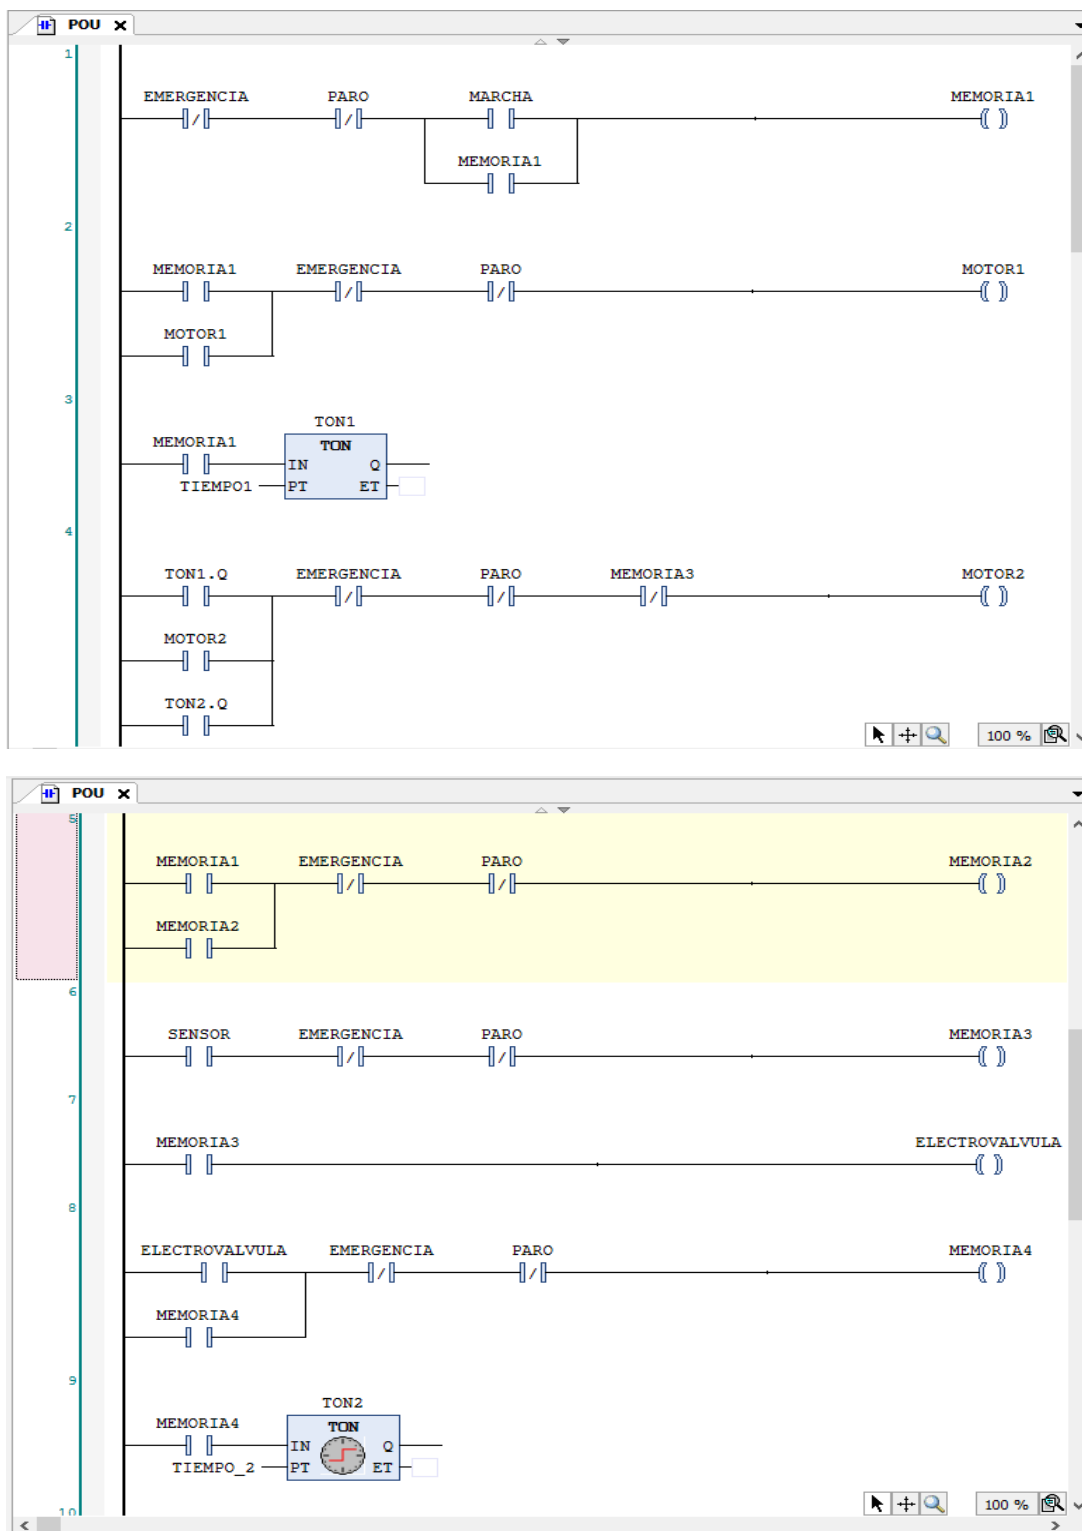 POU
1
EMERGENCIA PARO MARCHA MEMORIA1
MEMORIA1
2
MEMORIA1 EMERGENCIA PARO MOTOR1
MOTOR1
3
TON1
MEMORIA1 TON
IN Q
TIEMPO1 PT ET
4
TON1.Q EMERGENCIA PARO MEMORIA3 MOTOR2
MOTOR2
TON2.Q
100 %
POU
5
MEMORIA1 EMERGENCIA PARO MEMORIA2
MEMORIA2
6
SENSOR EMERGENCIA PARO MEMORIA3
7
MEMORIA3 ELECTROVALVULA
8
ELECTROVALVULA EMERGENCIA PARO MEMORIA4
MEMORIA4
9
TON2
MEMORIA4 TON
IN Q
TIEMPO_2 PT ET
10
100 %